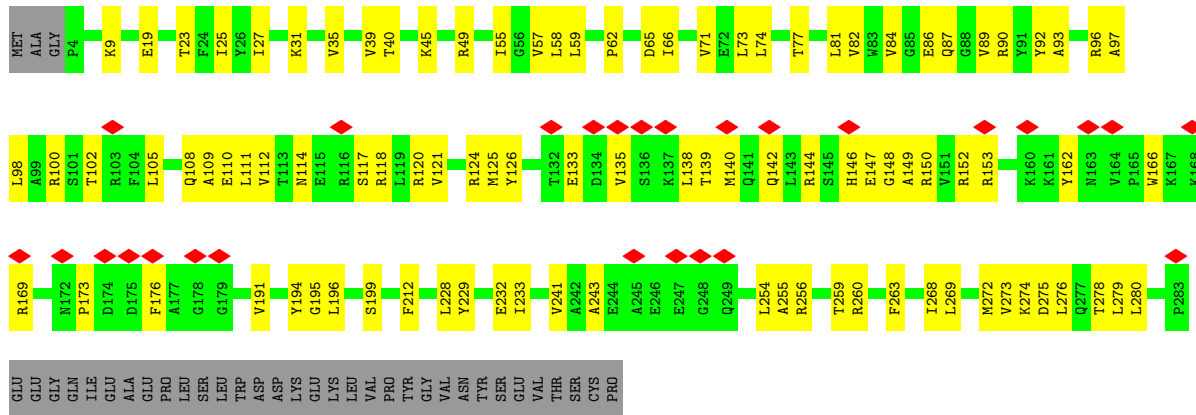 MET ALA GLY P4 K9 E19 T23 F24 I25 Y26 I27 K31 V35 V39 T40 K45 R49 I55 G56 V57 L58 L59 P62 D65 I66 V71 E72 L73 L74 T77 L81 V82 W83 V84 G85 E86 Q87 G88 V89 R90 Y91 Y92 A93 R96 A97
L98 A99 R100 S101 T102 R103 F104 L105 Q108 A109 E110 L111 V112 T113 N114 E115 R116 S117 R118 L119 R120 V121 R124 M125 Y126 T132 E133 D134 V135 S136 K137 L138 T139 M140 Q141 Q142 L143 R144 S145 H146 E147 G148 A149 R150 V151 R152 R153 K160 K161 Y162 N163 V164 P165 W166 K167 K168
R169 N172 P173 D174 D175 F176 A177 G178 G179 V191 Y194 G195 L196 S199 F212 L228 Y229 E232 I233 V241 A242 A243 E244 A245 E246 E247 G248 Q249 L254 A255 R256 T259 R260 F263 I268 L269 M272 V273 K274 D275 L276 Q277 T278 L279 L280 P283
GLU GLU GLY GLN ILE GLU ALA GLU PRO LEU SER LEU TRP ASP ASP LYS GLU LYS LEU VAL PRO TYR GLY VAL ASN TYR SER GLU VAL THR SER CYS PRO